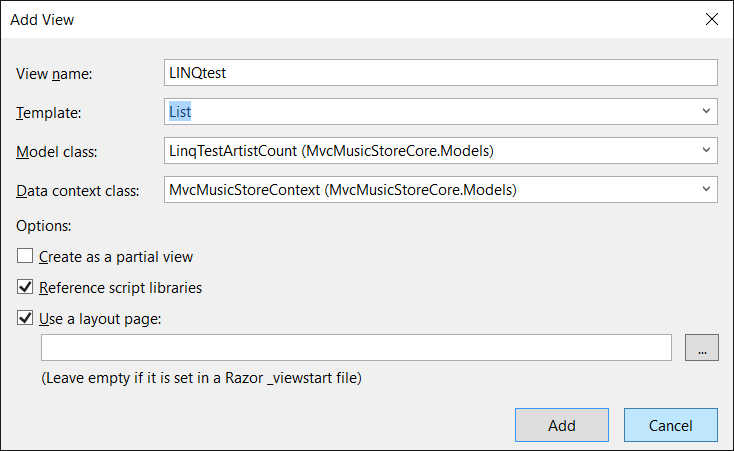 Add View
View name: LINQtest
Template: List
Model class: LinqTestArtistCount (MvcMusicStoreCore.Models)
Data context class: MvcMusicStoreContext (MvcMusicStoreCore.Models)
Options:
Create as a partial view
Reference script libraries
Use a layout page:
...
(Leave empty if it is set in a Razor _viewstart file)
Add Cancel